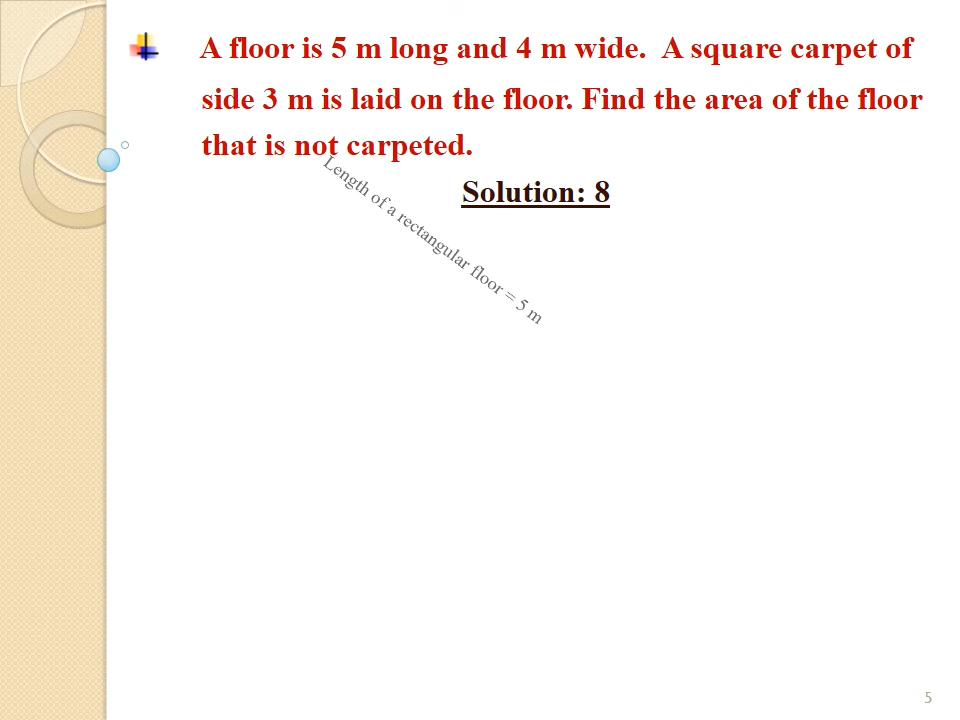 A floor is 5 m long and 4 m wide.  A square carpet of
side 3 m is laid on the floor. Find the area of the floor
that is not carpeted.
Solution: 8
Length of a rectangular floor = 5 m
5